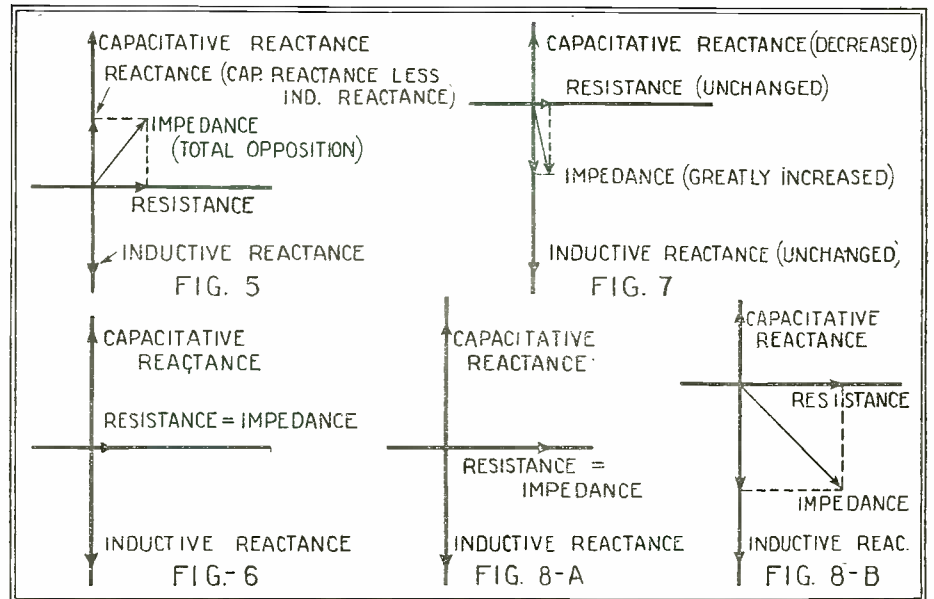 CAPACITATIVE REACTANCE
REACTANCE (CAP. REACTANCE LESS
IND. REACTANCE)
IMPEDANCE
(TOTAL OPPOSITION)
RESISTANCE
INDUCTIVE REACTANCE
FIG. 5
CAPACITATIVE REACTANCE (DECREASED)
RESISTANCE (UNCHANGED)
IMPEDANCE (GREATLY INCREASED)
INDUCTIVE REACTANCE (UNCHANGED)
FIG. 7
CAPACITATIVE
REACTANCE
RESISTANCE = IMPEDANCE
INDUCTIVE REACTANCE
FIG.-6
CAPACITATIVE
REACTANCE
RESISTANCE =
IMPEDANCE
INDUCTIVE REACTANCE
FIG. 8-A
CAPACITATIVE
REACTANCE
RESISTANCE
IMPEDANCE
INDUCTIVE REAC.
FIG. 8-B